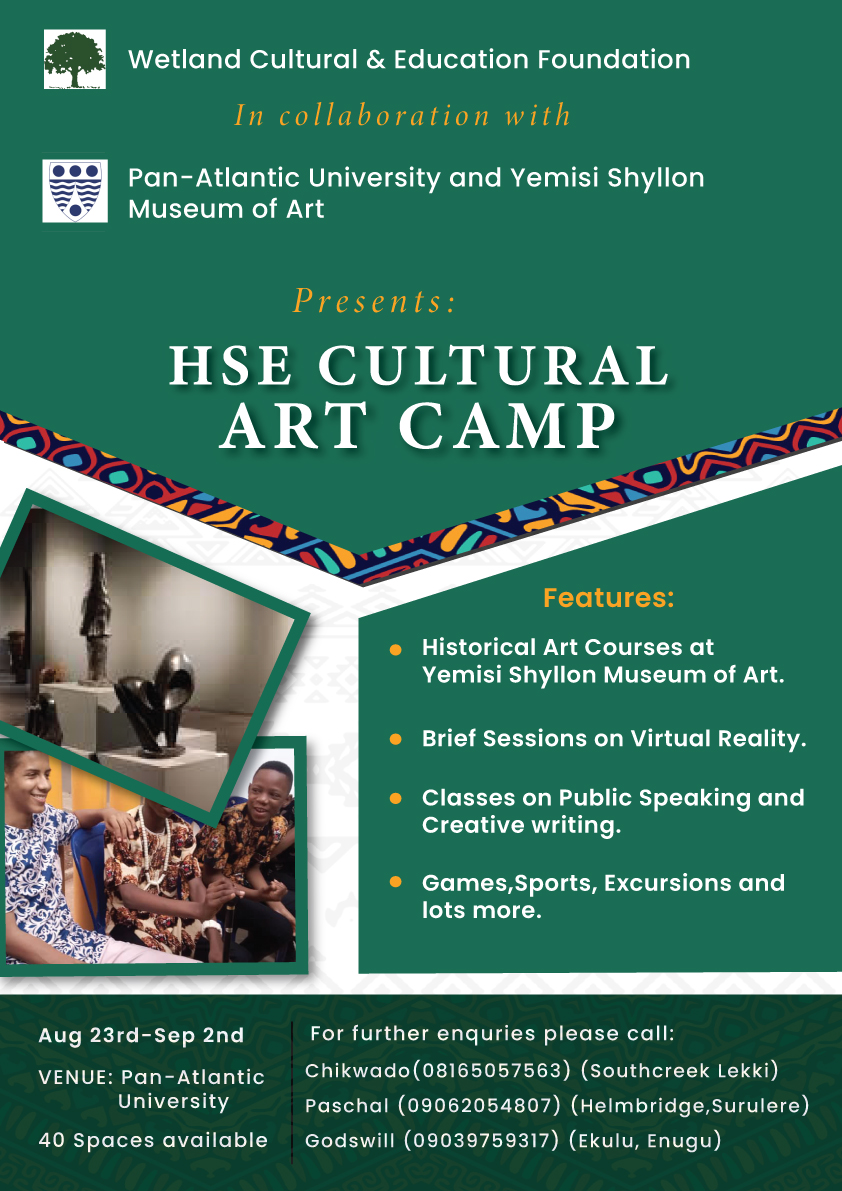 Wetland Cultural & Education Foundation
In collaboration with
Pan-Atlantic University and Yemisi Shyllon
Museum of Art
Presents:
HSE CULTURAL
ART CAMP
Features:
Historical Art Courses at
Yemisi Shyllon Museum of Art.
Brief Sessions on Virtual Reality.
Classes on Public Speaking and
Creative writing.
Games,Sports, Excursions and
lots more.
Aug 23rd-Sep 2nd
VENUE: Pan-Atlantic
University
40 Spaces available
For further enquries please call:
Chikwado(08165057563) (Southcreek Lekki)
Paschal (09062054807) (Helmbridge,Surulere)
Godswill (09039759317) (Ekulu, Enugu)